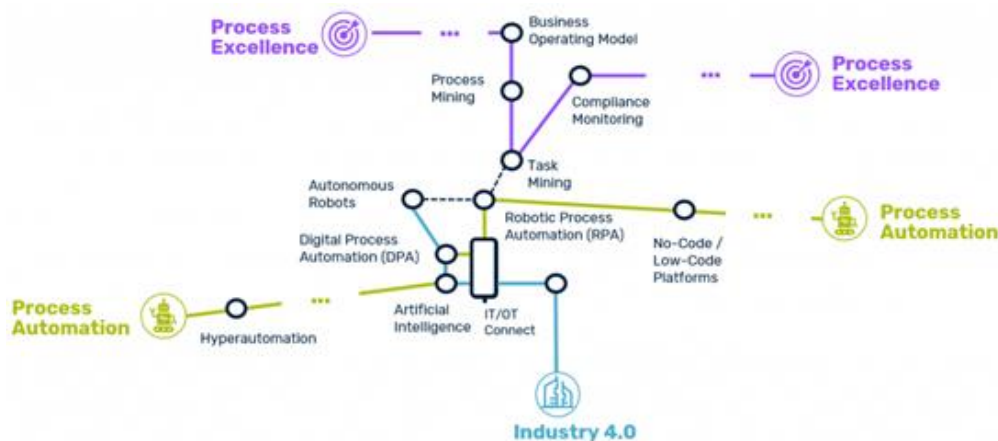 Process
Excellence
...
Business
Operating Model
Process
Mining
Compliance
Monitoring
...
Process
Excellence
Task
Mining
Autonomous
Robots
Robotic Process
Automation (RPA)
No-Code /
Low-Code
Platforms
...
Process
Automation
Digital Process
Automation (DPA)
Process
Automation
Hyperautomation
...
Artificial
Intelligence
IT/OT
Connect
Industry 4.0